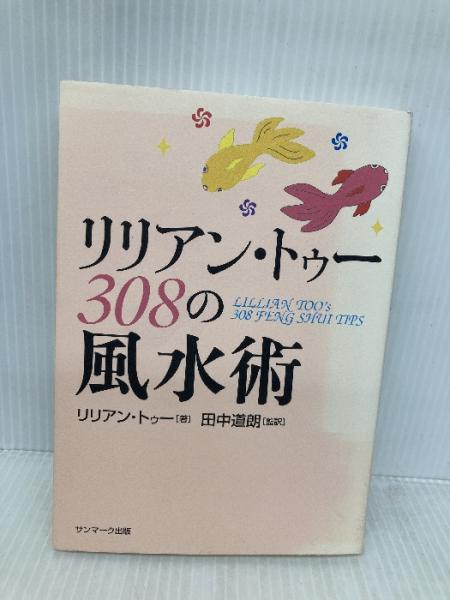 リリアン・トゥー
308の
LILLIAN TOO's
308 FENG SHUI TIPS
風水術
リリアン・トゥー[著] 田中道朗[監訳]
サンマーク出版